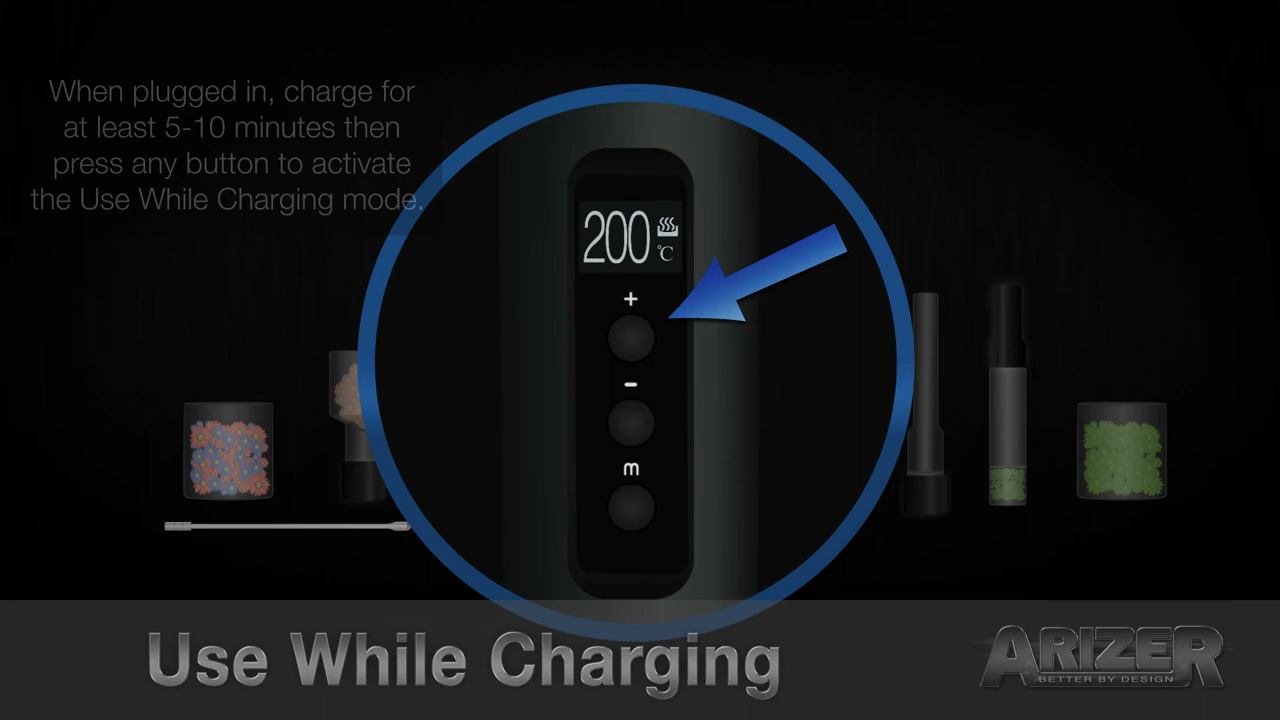 When plugged in, charge for
at least 5-10 minutes then
press any button to activate
the Use While Charging mode.
200
°C
+
-
m
Use While Charging
ARIZER
BETTER BY DESIGN